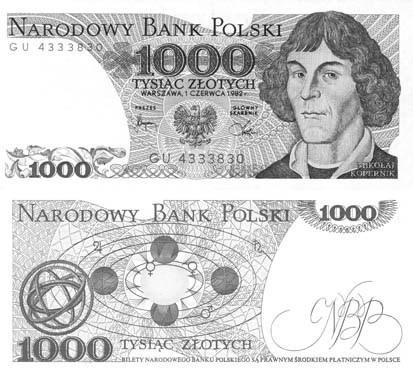 NARODOWY BANK POLSKI
GU 4333830
1000
TYSIĄC ZŁOTYCH
WARSZAWA, 1 CZERWCA 1982
PREZES
GŁÓWNY
SKARBNIK
GU 4333830
1000
MIKOŁAJ
KOPERNIK
NARODOWY BANK POLSKI
1000
NBP
1000
TYSIĄC ZŁOTYCH
BILETY NARODOWEGO BANKU POLSKIEGO SĄ PRAWNYM ŚRODKIEM PŁATNICZYM W POLSCE